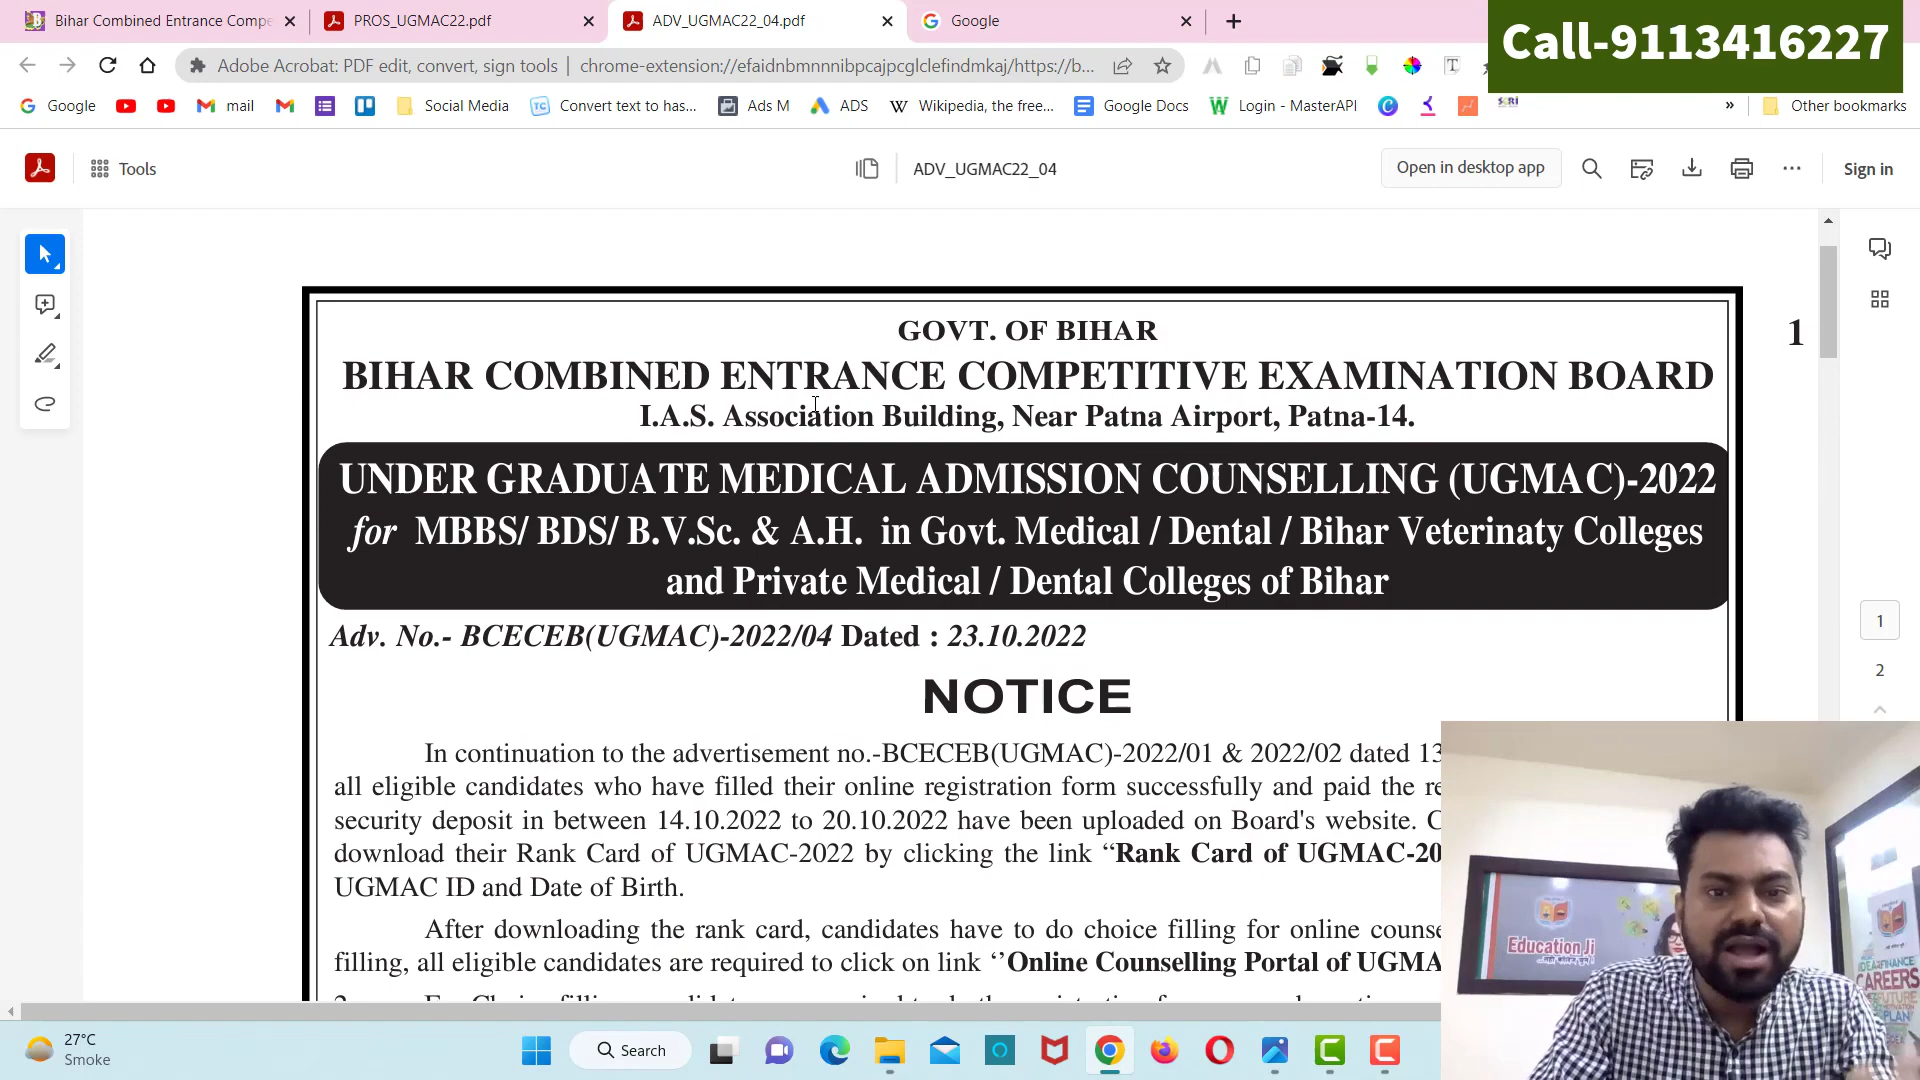 Bihar Combined Entrance Compe
PROS_UGMAC22.pdf
ADV_UGMAC22_04.pdf
Google
Call-9113416227
Adobe Acrobat: PDF edit, convert, sign tools
chrome-extension://efaidnbmnnnibpcajpcglclefindmkaj/https://b...
Google
mail
Social Media
Convert text to has...
Ads M
ADS
Wikipedia, the free...
Google Docs
Login - MasterAPI
»
Other bookmarks
Tools
ADV_UGMAC22_04
Open in desktop app
Sign in
GOVT. OF BIHAR
1
BIHAR COMBINED ENTRANCE COMPETITIVE EXAMINATION BOARD
I.A.S. Association Building, Near Patna Airport, Patna-14.
UNDER GRADUATE MEDICAL ADMISSION COUNSELLING (UGMAC)-2022
for MBBS/ BDS/ B.V.Sc. & A.H. in Govt. Medical / Dental / Bihar Veterinaty Colleges
and Private Medical / Dental Colleges of Bihar
Adv. No.- BCECEB(UGMAC)-2022/04 Dated : 23.10.2022
1
2
NOTICE
In continuation to the advertisement no.-BCECEB(UGMAC)-2022/01 & 2022/02 dated 13
all eligible candidates who have filled their online registration form successfully and paid the re
security deposit in between 14.10.2022 to 20.10.2022 have been uploaded on Board's website. C
download their Rank Card of UGMAC-2022 by clicking the link “Rank Card of UGMAC-20
UGMAC ID and Date of Birth.
After downloading the rank card, candidates have to do choice filling for online counse
filling, all eligible candidates are required to click on link ‘’Online Counselling Portal of UGMA
Education Ji
CAREERS
PLAN
27°C
Smoke
Search